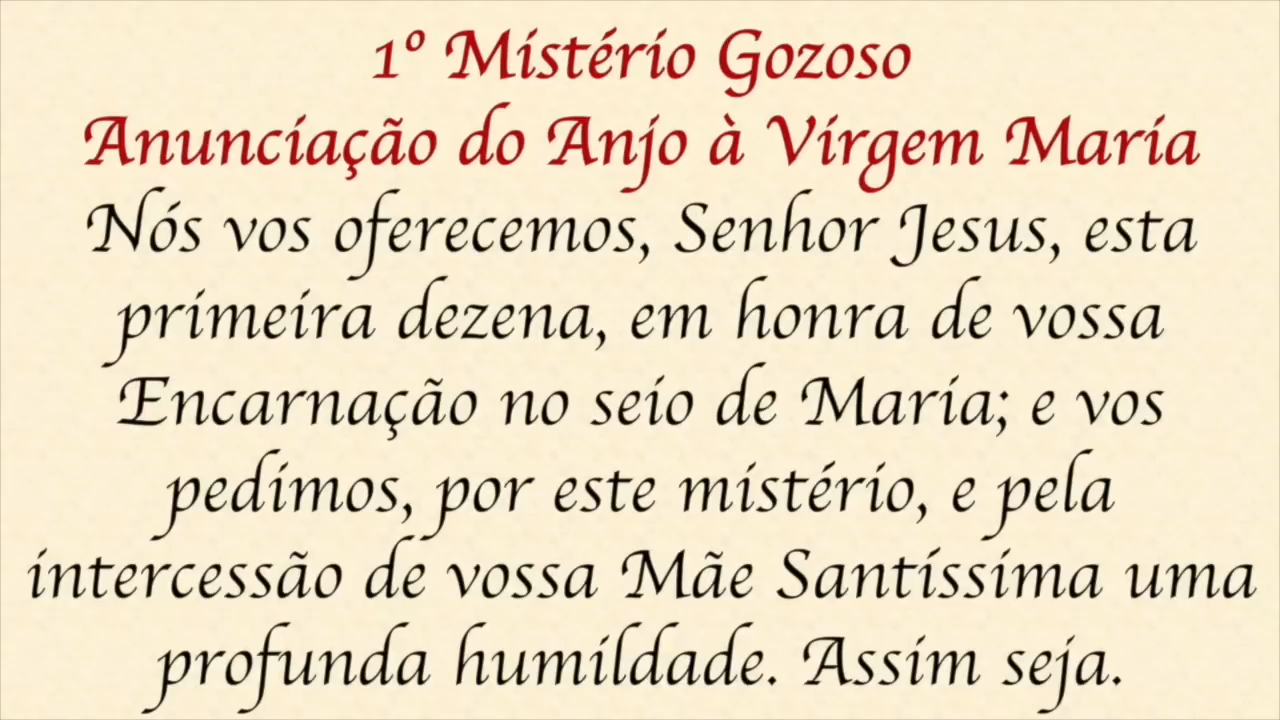 1º Mistério Gozoso
Anunciação do Anjo à Virgem Maria
Nós vos oferecemos, Senhor Jesus, esta
primeira dezena, em honra de vossa
Encarnação no seio de Maria; e vos
pedimos, por este mistério, e pela
intercessão de vossa Mãe Santíssima uma
profunda humildade. Assim seja.